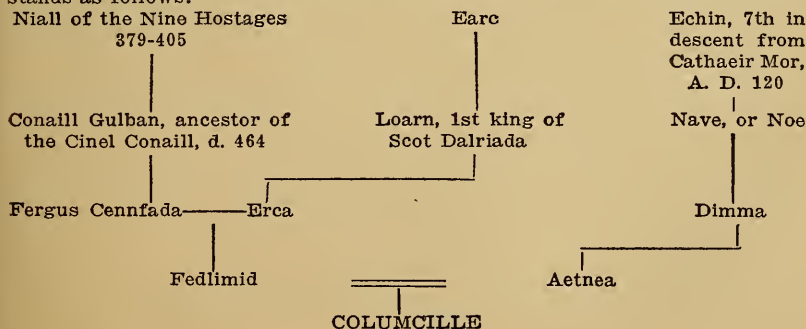 stands as follows:
Niall of the Nine Hostages
379-405
Earc
Echin, 7th in
descent from
Cathaeir Mor,
A. D. 120
Conaill Gulban, ancestor of
the Cinel Conaill, d. 464
Loarn, 1st king of
Scot Dalriada
Nave, or Noe
Fergus Cennfada
Erca
Dimma
Fedlimid
Aetnea
COLUMCILLE